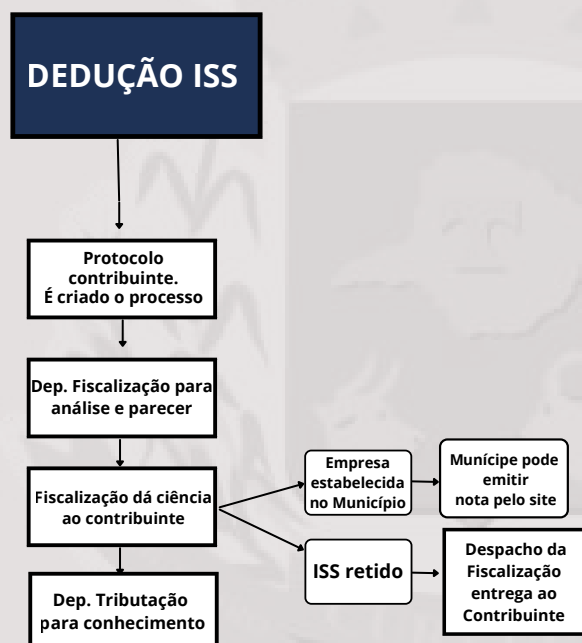 DEDUÇÃO ISS
Protocolo
contribuinte.
É criado o processo
Dep. Fiscalização para
análise e parecer
Fiscalização dá ciência
ao contribuinte
Empresa
estabelecida
no Município
Munícipe pode
emitir
nota pelo site
ISS retido
Despacho da
Fiscalização
entrega ao
Contribuinte
Dep. Tributação
para conhecimento